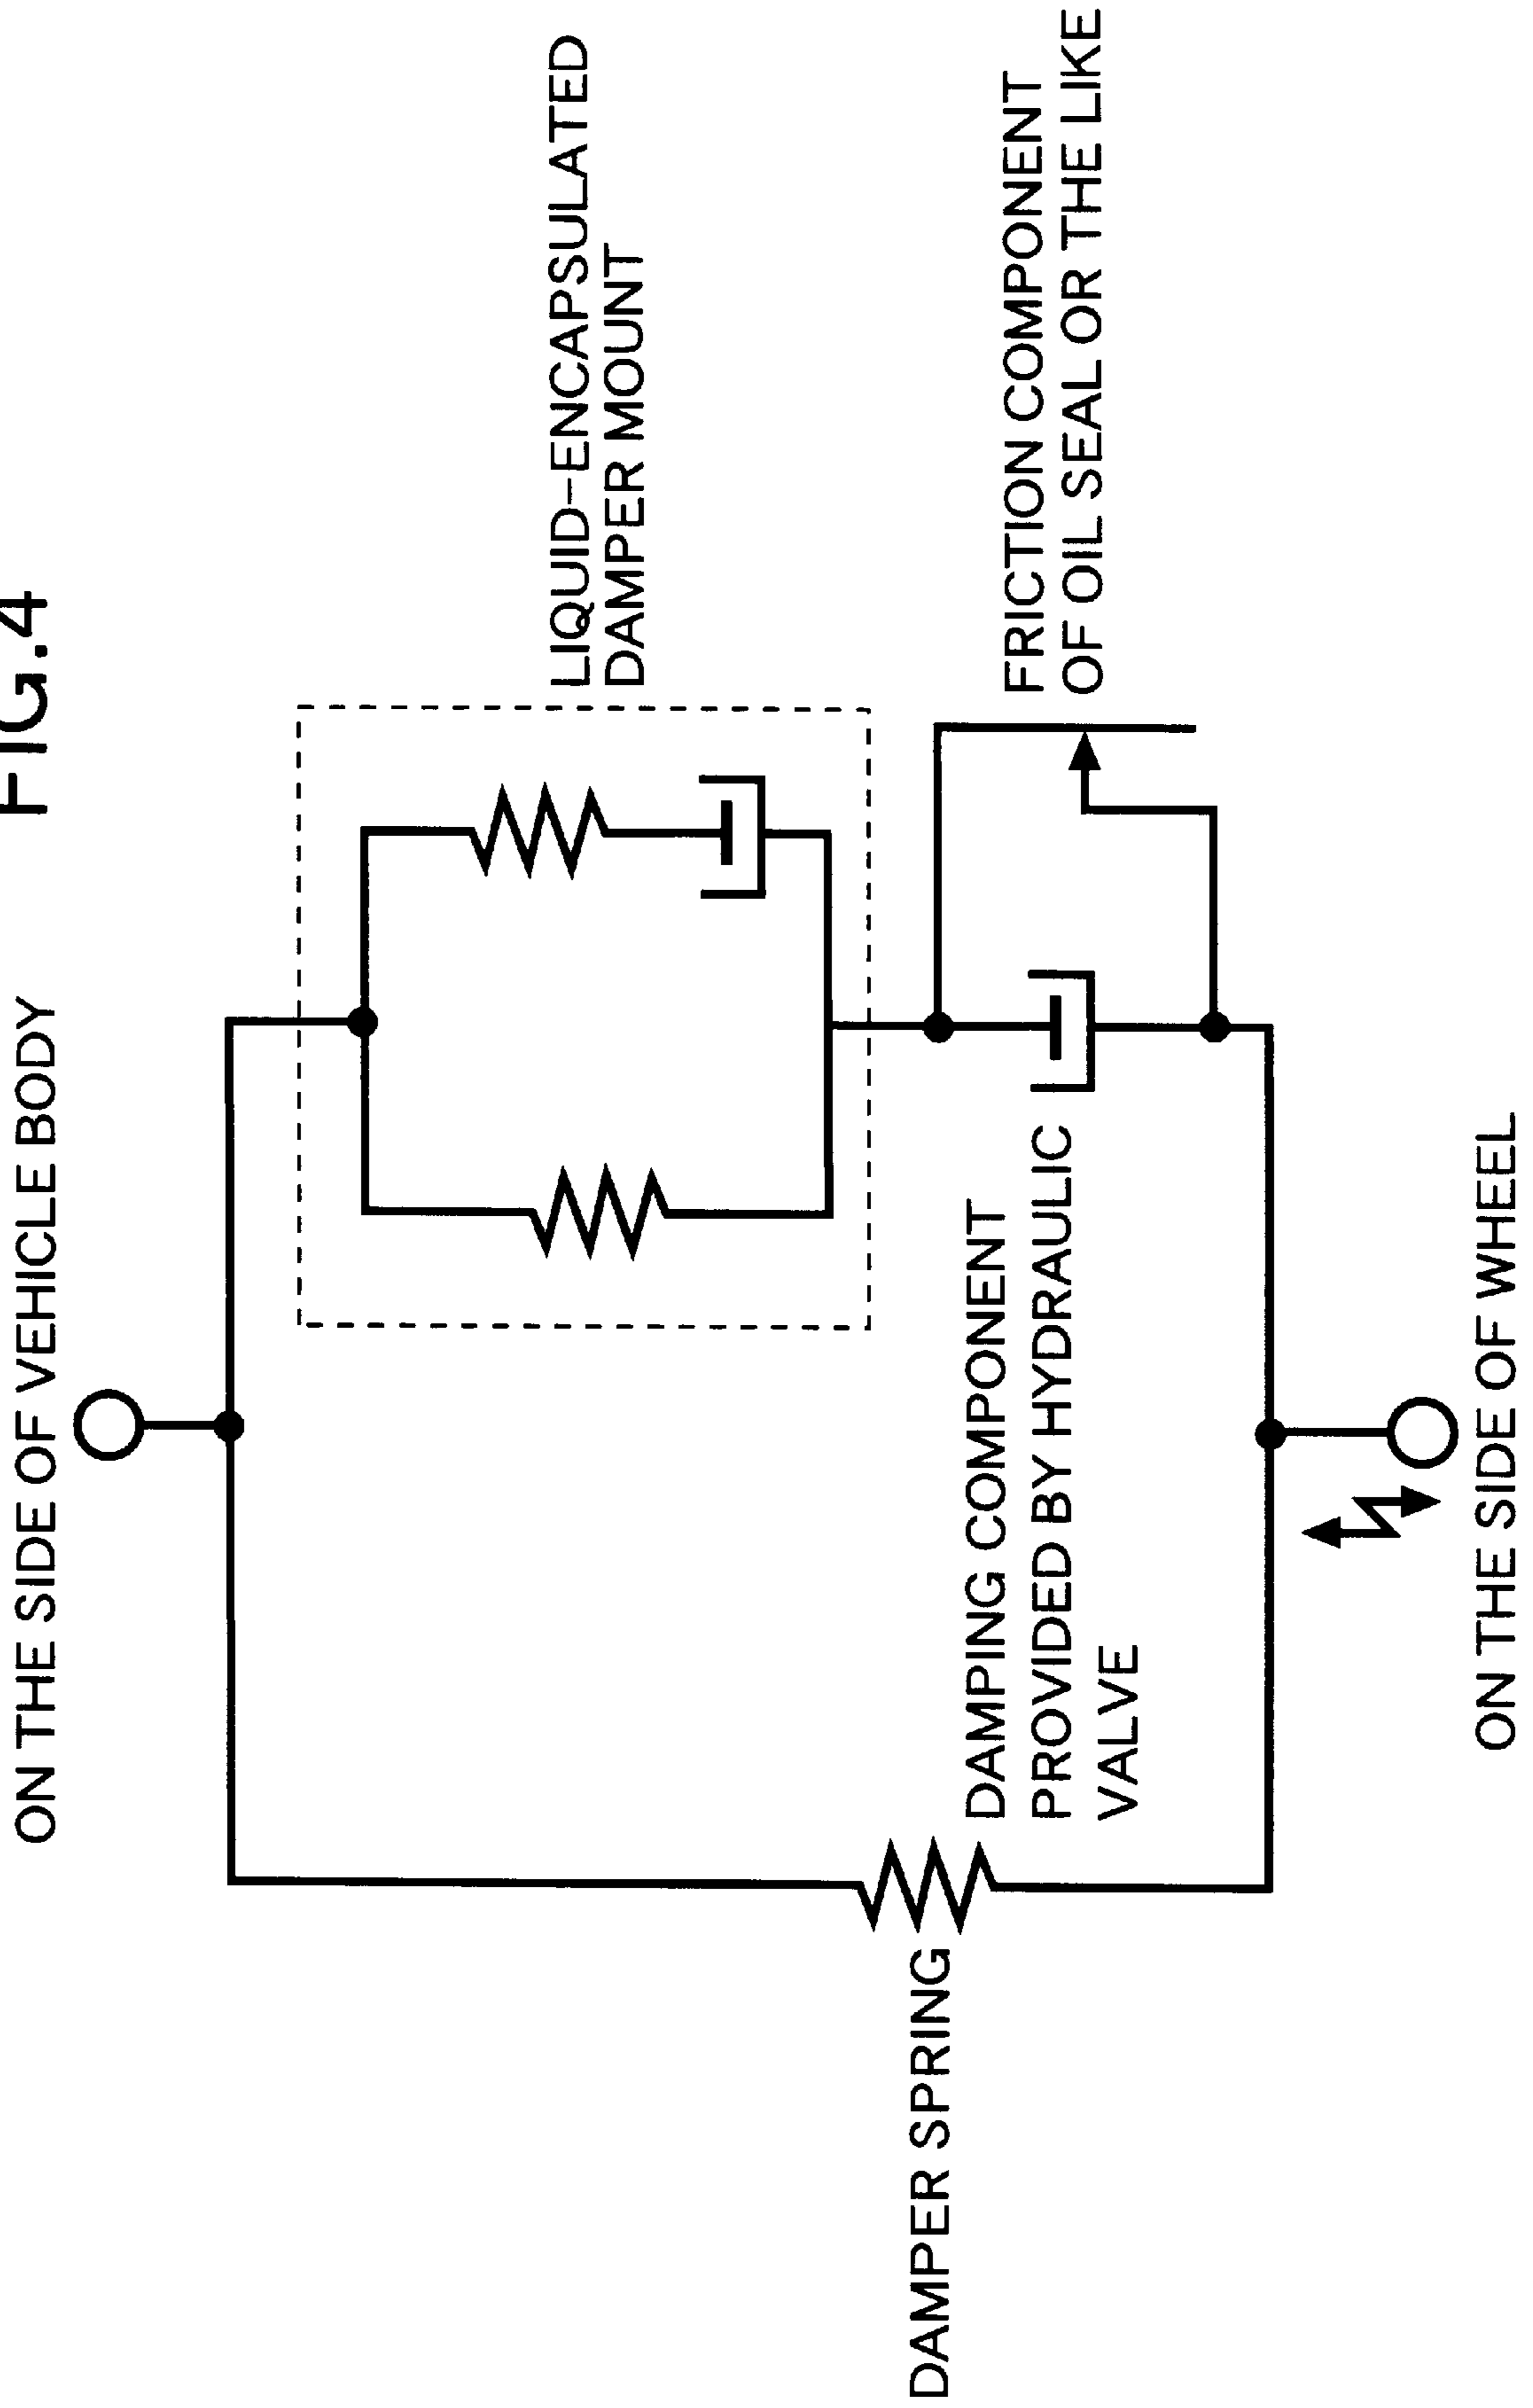 FIG.4
ON THE SIDE OF VEHICLE BODY
LIQUID-ENCAPSULATED
DAMPER MOUNT
DAMPER SPRING
DAMPING COMPONENT
PROVIDED BY HYDRAULIC
VALVE
FRICTION COMPONENT
OF OIL SEAL OR THE LIKE
ON THE SIDE OF WHEEL